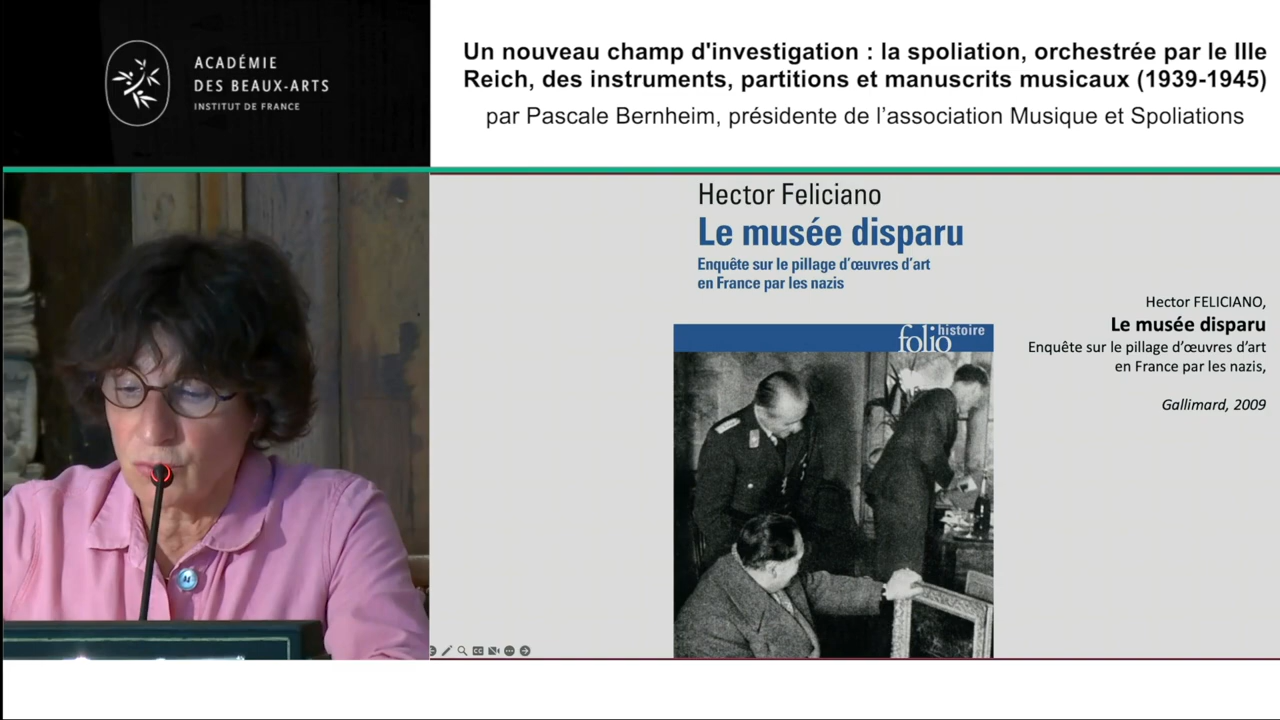 ACADÉMIE
DES BEAUX-ARTS
INSTITUT DE FRANCE
Un nouveau champ d'investigation : la spoliation, orchestrée par le IIIe
Reich, des instruments, partitions et manuscrits musicaux (1939-1945)
par Pascale Bernheim, présidente de l’association Musique et Spoliations
Hector Feliciano
Le musée disparu
Enquête sur le pillage d’œuvres d’art
en France par les nazis
folio histoire
Hector FELICIANO,
Le musée disparu
Enquête sur le pillage d’œuvres d’art
en France par les nazis,
Gallimard, 2009